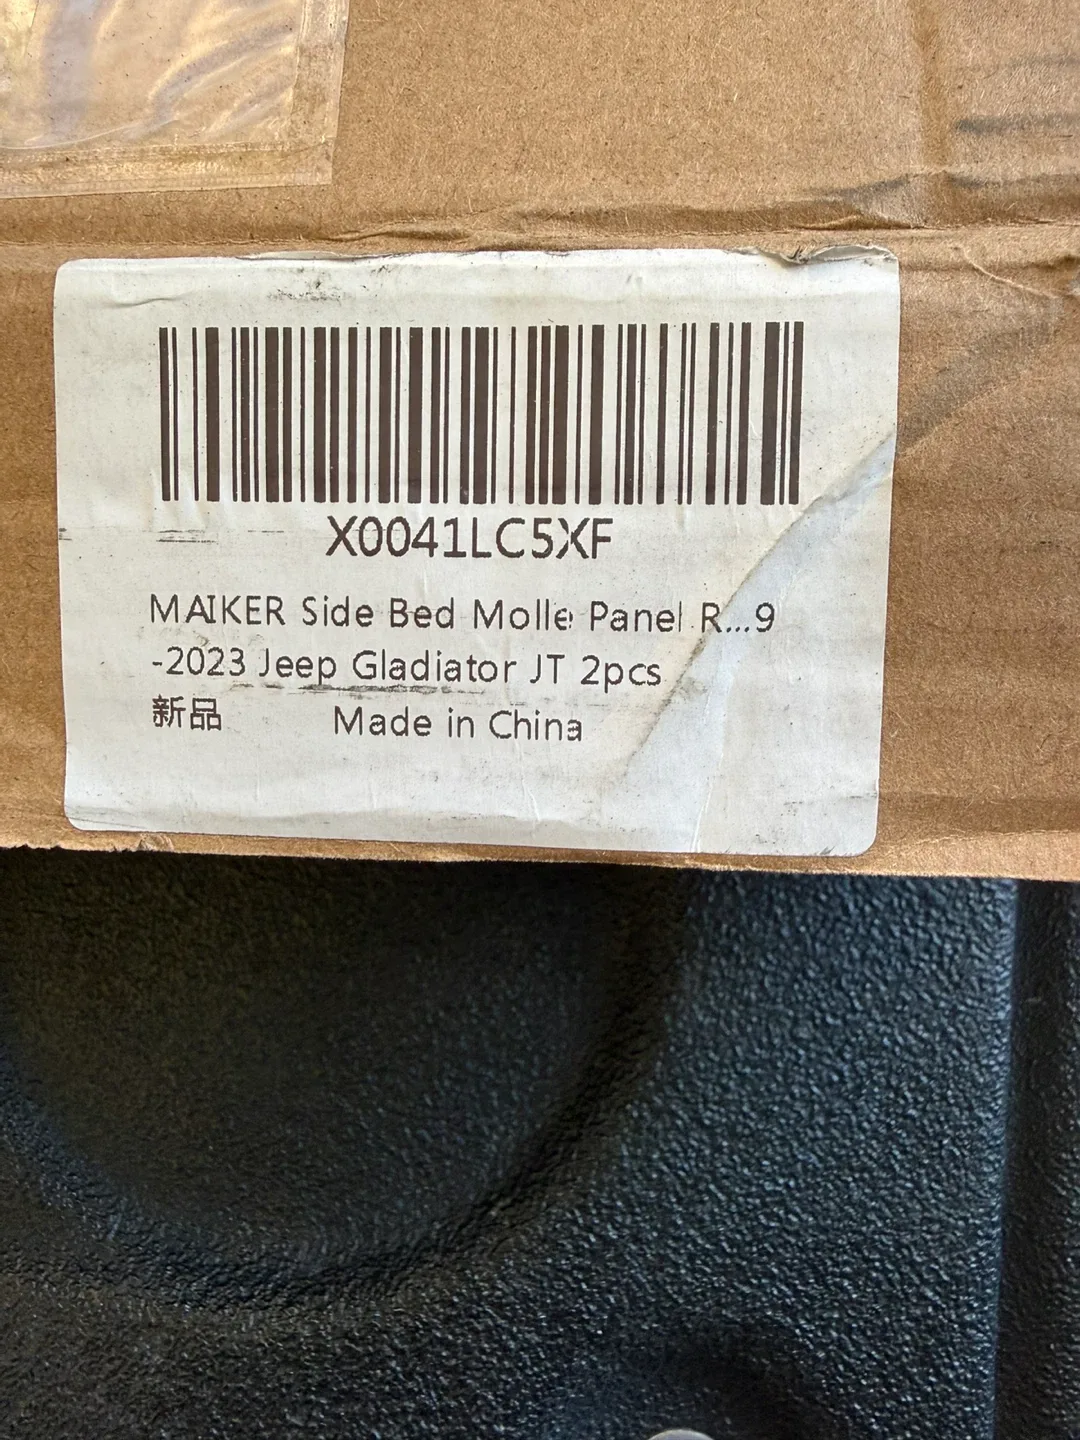 X0041LC5XF
MAIKER Side Bed Molle Panel R...9
-2023 Jeep Gladiator JT 2pcs
新品 Made in China